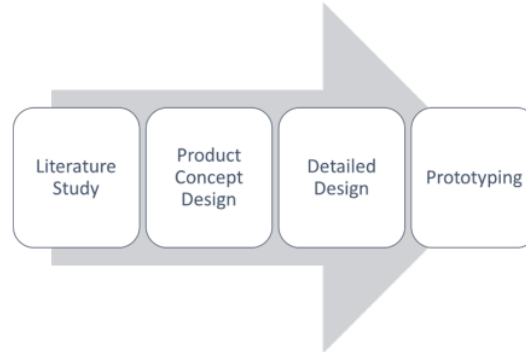 Literature
Study
Product
Concept
Design
Detailed
Design
Prototyping